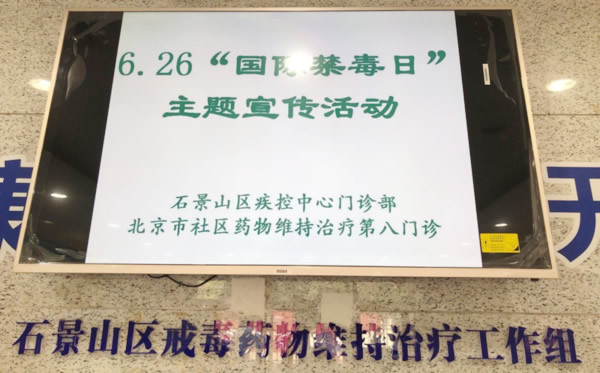 6.26“国际禁毒日”
主题宣传活动
石景山区疾控中心门诊部
北京市社区药物维持治疗第八门诊
石景山区戒毒药物维持治疗工作组